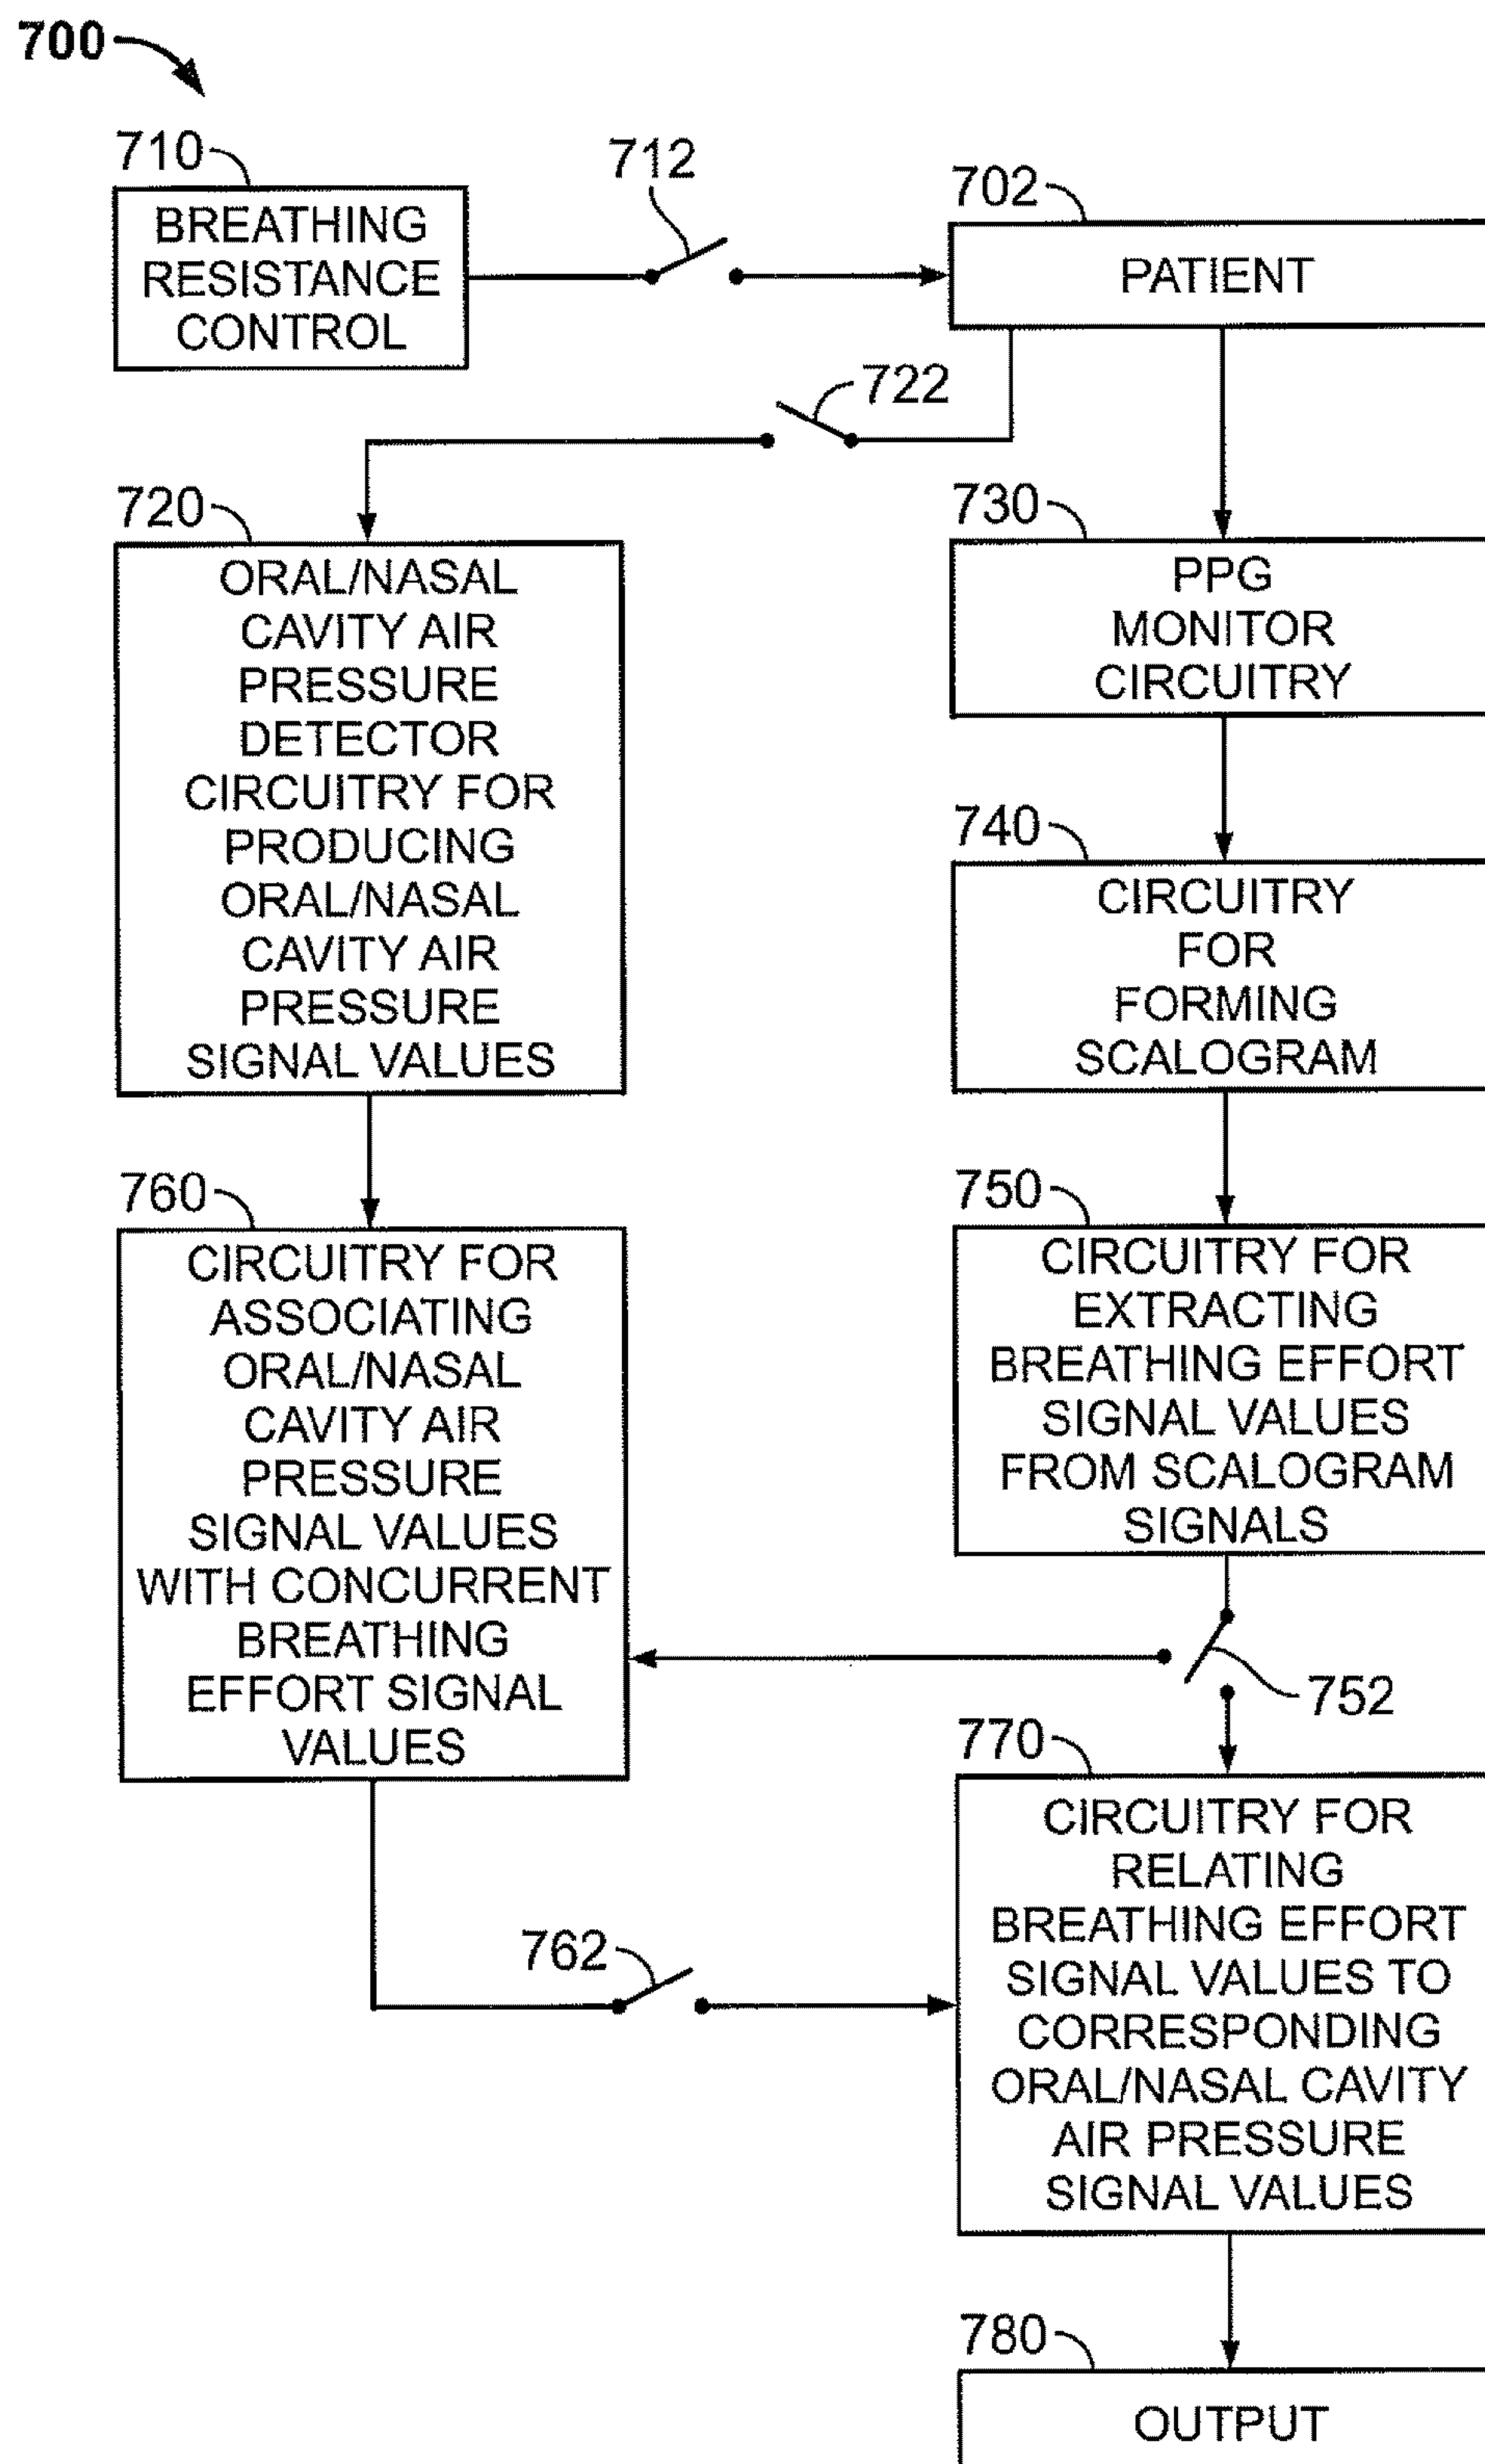 700
710
BREATHING
RESISTANCE
CONTROL
712
702
PATIENT
722
720
ORAL/NASAL
CAVITY AIR
PRESSURE
DETECTOR
CIRCUITRY FOR
PRODUCING
ORAL/NASAL
CAVITY AIR
PRESSURE
SIGNAL VALUES
730
PPG
MONITOR
CIRCUITRY
740
CIRCUITRY
FOR
FORMING
SCALOGRAM
760
CIRCUITRY FOR
ASSOCIATING
ORAL/NASAL
CAVITY AIR
PRESSURE
SIGNAL VALUES
WITH CONCURRENT
BREATHING
EFFORT SIGNAL
VALUES
750
CIRCUITRY FOR
EXTRACTING
BREATHING EFFORT
SIGNAL VALUES
FROM SCALOGRAM
SIGNALS
752
762
770
CIRCUITRY FOR
RELATING
BREATHING EFFORT
SIGNAL VALUES TO
CORRESPONDING
ORAL/NASAL CAVITY
AIR PRESSURE
SIGNAL VALUES
780
OUTPUT